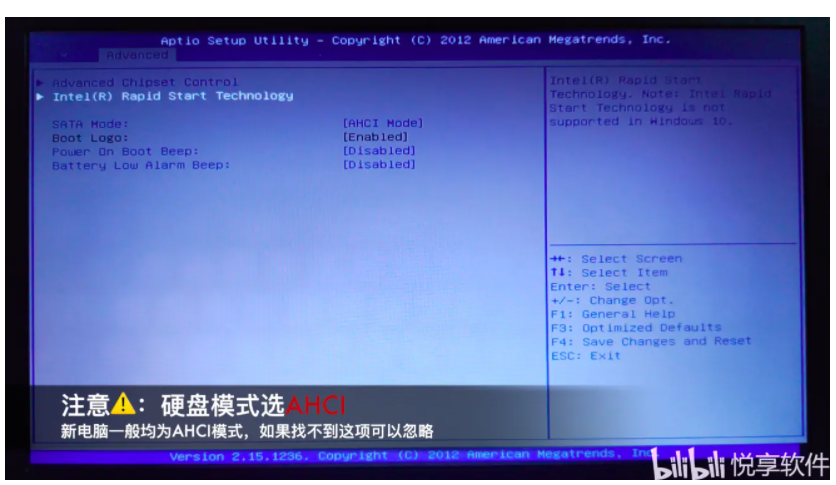 Aptio Setup Utility – Copyright (C) 2012 American Megatrends, Inc.
Advanced
▶ Advanced Chipset Control
▶ Intel(R) Rapid Start Technology
SATA Mode: [AHCI Mode]
Boot Logo: [Enabled]
Power On Boot Beep: [Disabled]
Battery Low Alarm Beep: [Disabled]
Intel(R) Rapid Start
Technology. Note: Intel Rapid
Start Technology is not
supported in Windows 10.
→←: Select Screen
↑↓: Select Item
Enter: Select
+/-: Change Opt.
F1: General Help
F3: Optimized Defaults
F4: Save Changes and Reset
ESC: Exit
注意⚠: 硬盘模式选AHCI
新电脑一般均为AHCI模式，如果找不到这项可以忽略
Version 2.15.1236. Copyright (C) 2012 American Megatrends, Inc.
bilibili 悦享软件